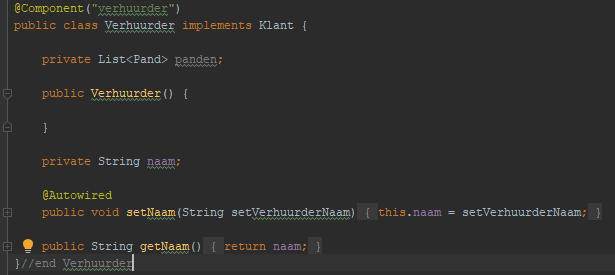 @Component("verhuurder")
public class Verhuurder implements Klant {
private List<Pand> panden;
public Verhuurder() {
}
private String naam;
@Autowired
public void setNaam(String setVerhuurderNaam) { this.naam = setVerhuurderNaam; }
public String getNaam() { return naam; }
}//end Verhuurder